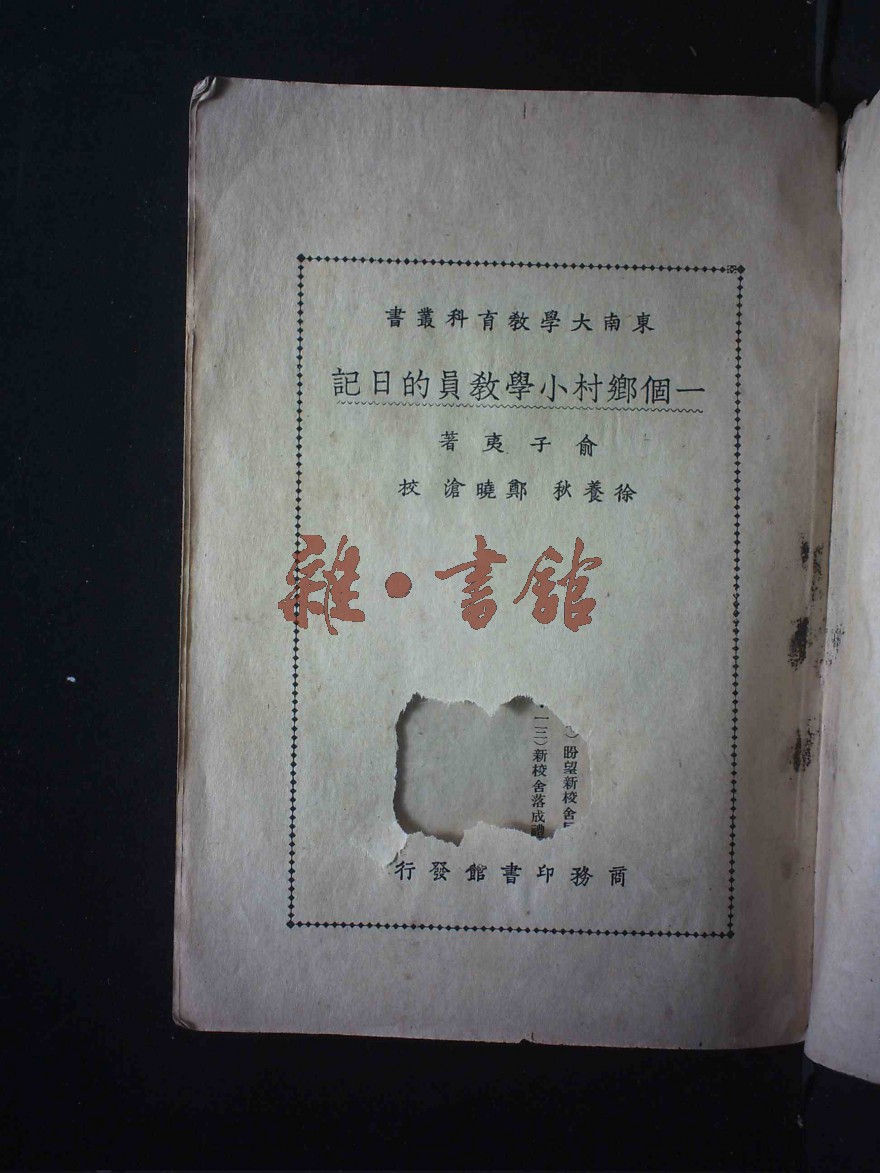 東南大學教育科叢書
一個鄉村小學教員的日記
俞子夷著
徐養秋 鄭曉滄 校
雜·書館
盼望新校舍
一三）新校舍落成禮
商務印書館發行